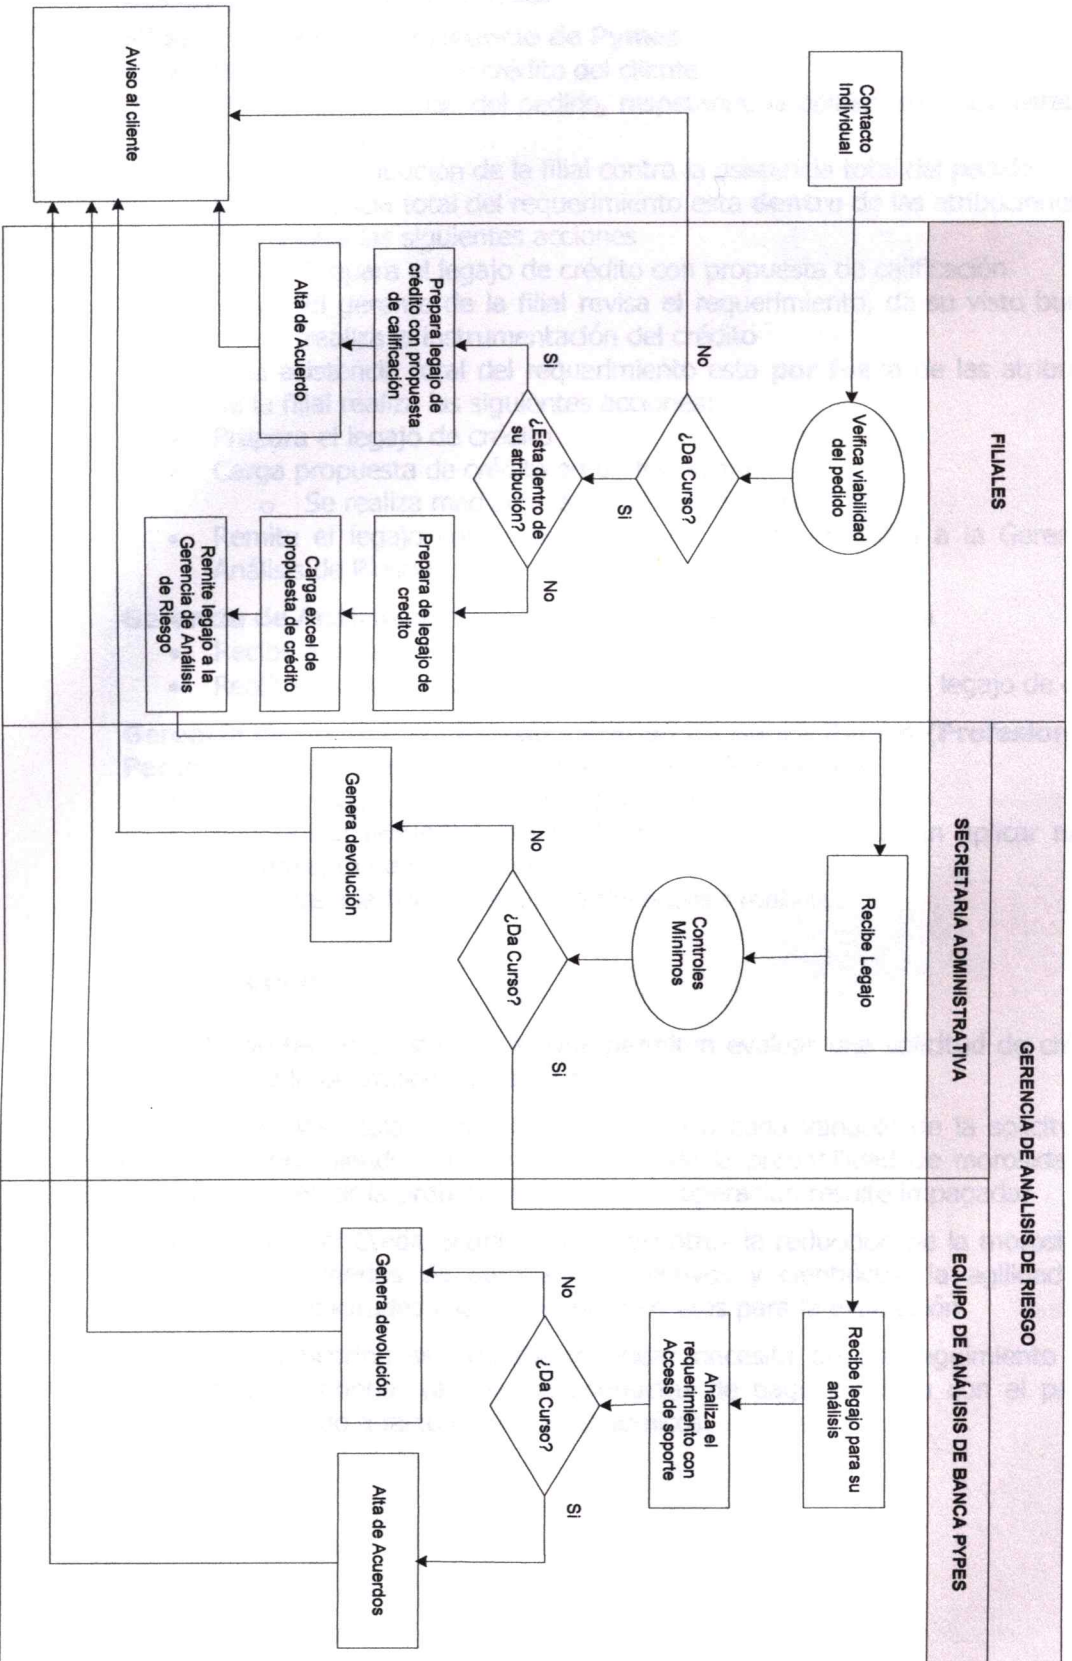 GERENCIA DE ANÁLISIS DE RIESGO
FILIALES
SECRETARIA ADMINISTRATIVA
EQUIPO DE ANÁLISIS DE BANCA PYPES
Contacto
Individual
Veifica viabilidad
del pedido
¿Da Curso?
No
Si
¿Esta dentro de
su atribución?
Si
No
Prepara legajo de
crédito con propuesta
de calificación
Alta de Acuerdo
Prepara de legajo de
credito
Carga excel de
propuesta de crédito
Remite legajo a la
Gerencia de Análisis
de Riesgo
Aviso al cliente
Recibe Legajo
Controles
Mínimos
¿Da Curso?
No
Si
Genera devolución
Recibe legajo para su
análisis
Analiza el
requerimiento con
Access de soporte
¿Da Curso?
No
Si
Genera devolución
Alta de Acuerdos